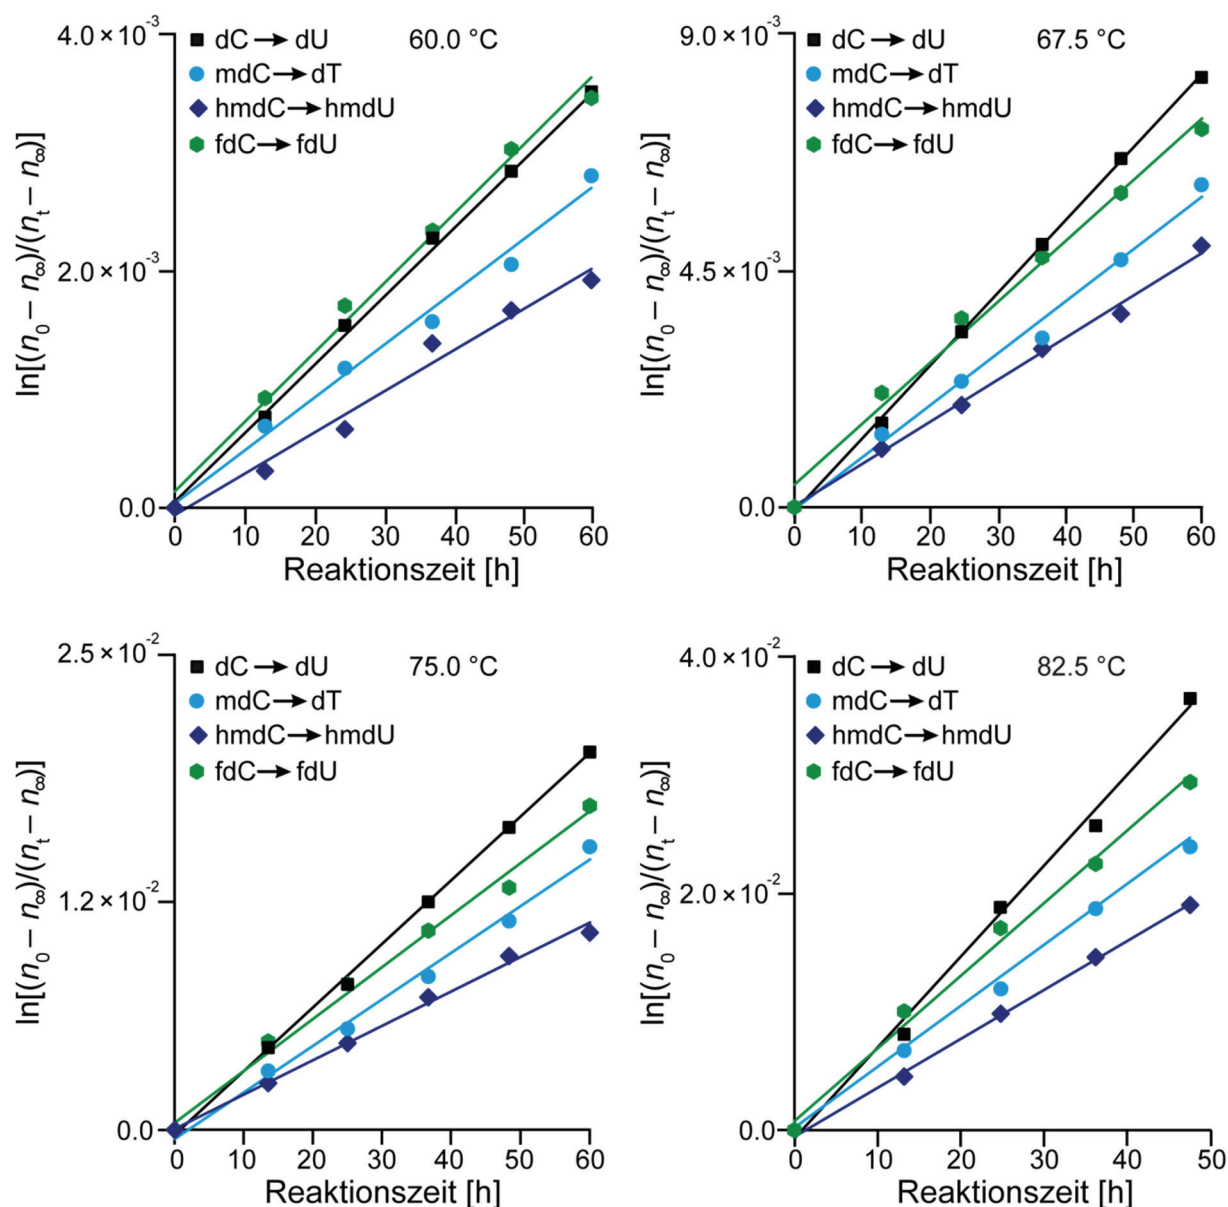 4.0 × 10⁻³
dC → dU
60.0 °C
mdC → dT
hmdC → hmdU
fdC → fdU
ln[(n₀ − n∞)/(nₜ − n∞)]
2.0 × 10⁻³
0.0
0 10 20 30 40 50 60
Reaktionszeit [h]
9.0 × 10⁻³
dC → dU
67.5 °C
mdC → dT
hmdC → hmdU
fdC → fdU
ln[(n₀ − n∞)/(nₜ − n∞)]
4.5 × 10⁻³
0.0
0 10 20 30 40 50 60
Reaktionszeit [h]
2.5 × 10⁻²
dC → dU
75.0 °C
mdC → dT
hmdC → hmdU
fdC → fdU
ln[(n₀ − n∞)/(nₜ − n∞)]
1.2 × 10⁻²
0.0
0 10 20 30 40 50 60
Reaktionszeit [h]
4.0 × 10⁻²
dC → dU
82.5 °C
mdC → dT
hmdC → hmdU
fdC → fdU
ln[(n₀ − n∞)/(nₜ − n∞)]
2.0 × 10⁻²
0.0
0 10 20 30 40 50
Reaktionszeit [h]